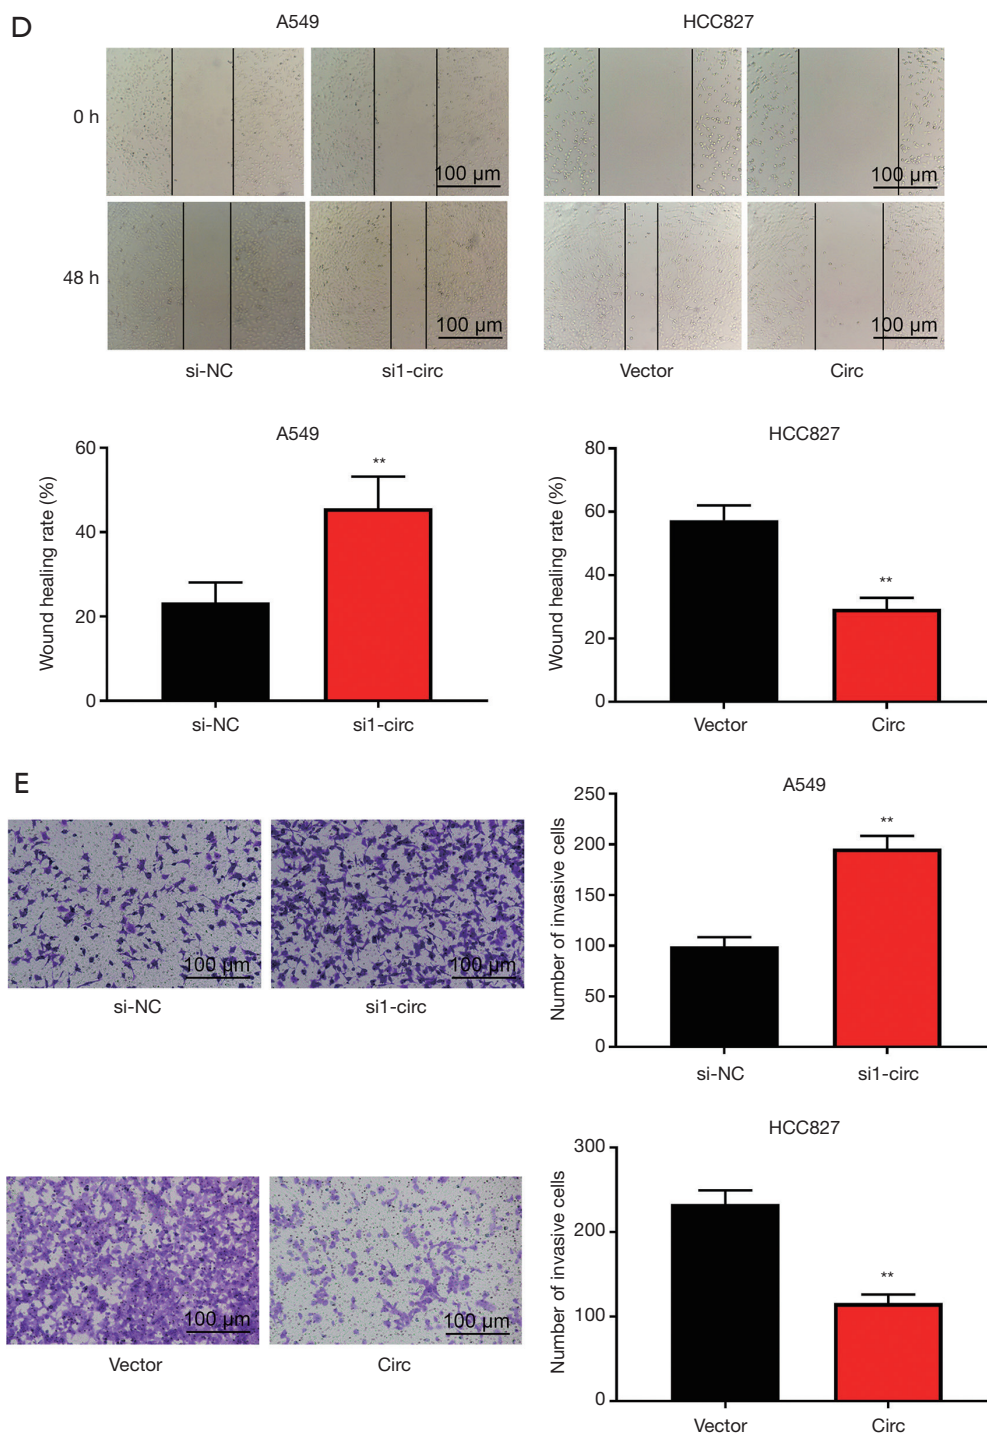 D
A549
HCC827
0 h
100 µm
100 µm
48 h
100 µm
100 µm
si-NC
si1-circ
Vector
Circ
A549
Wound healing rate (%)
60
40
20
0
**
si-NC
si1-circ
HCC827
Wound healing rate (%)
80
60
40
20
0
**
Vector
Circ
E
100 µm
100 µm
si-NC
si1-circ
A549
Number of invasive cells
250
200
150
100
50
0
**
si-NC
si1-circ
100 µm
100 µm
Vector
Circ
HCC827
Number of invasive cells
300
200
100
0
**
Vector
Circ